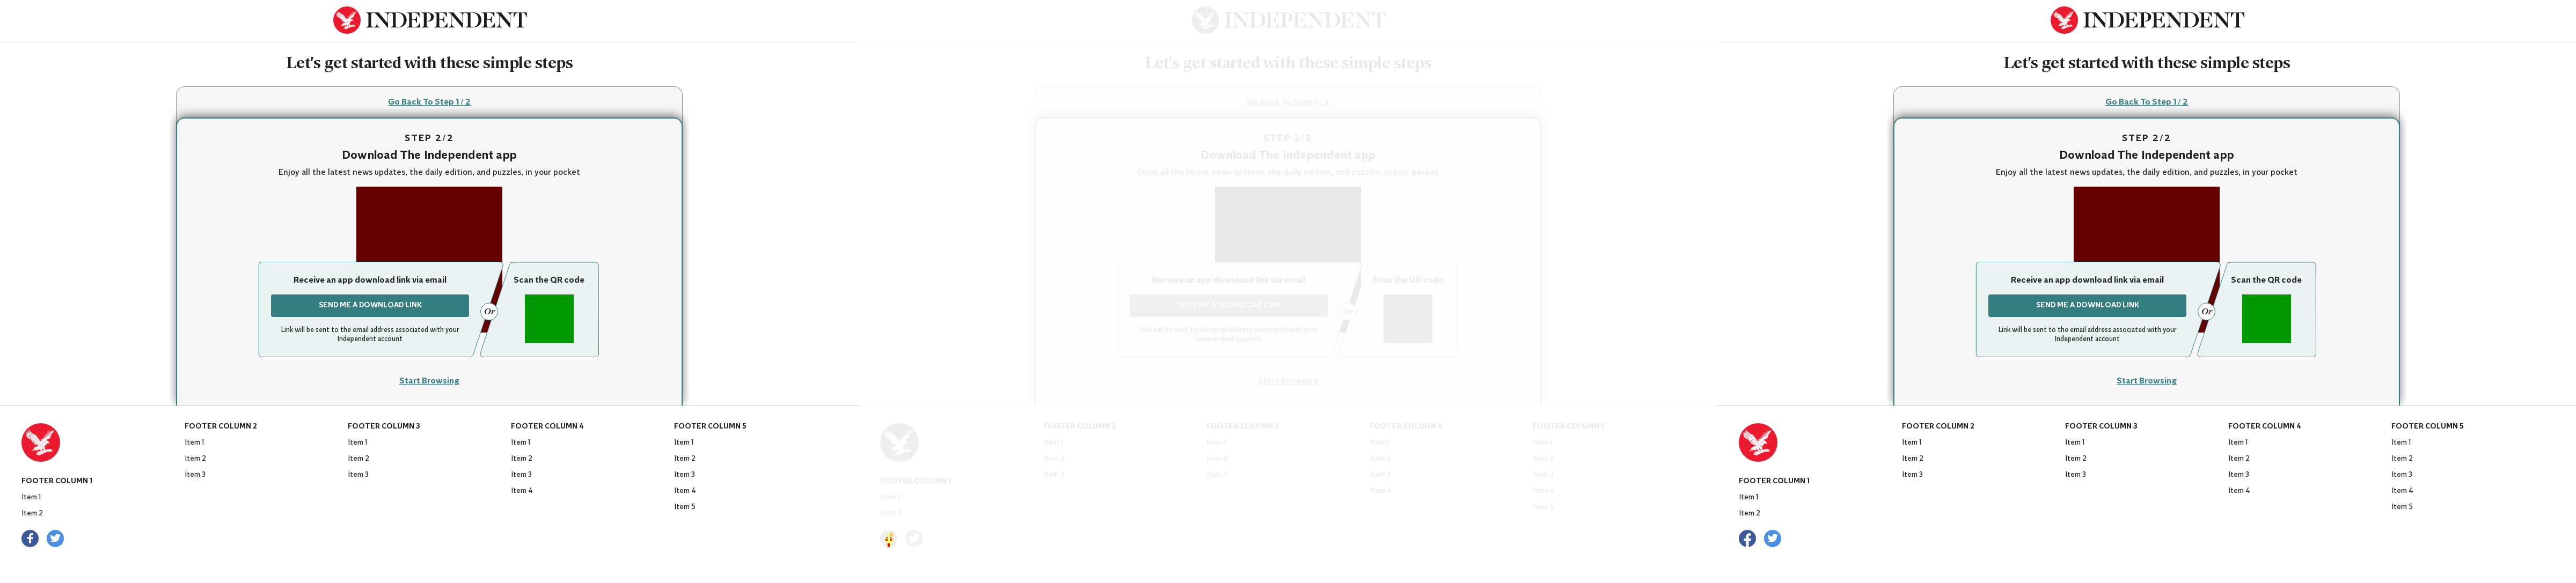 INDEPENDENT
Let's get started with these simple steps
Go Back To Step 1 / 2
STEP 2/2
Download The Independent app
Enjoy all the latest news updates, the daily edition, and puzzles, in your pocket
Receive an app download link via email
Scan the QR code
SEND ME A DOWNLOAD LINK
Or
Link will be sent to the email address associated with your
Independent account
Start Browsing
FOOTER COLUMN 1
Item 1
Item 2
FOOTER COLUMN 2
Item 1
Item 2
Item 3
FOOTER COLUMN 3
Item 1
Item 2
Item 3
FOOTER COLUMN 4
Item 1
Item 2
Item 3
Item 4
FOOTER COLUMN 5
Item 1
Item 2
Item 3
Item 4
Item 5
INDEPENDENT
Let's get started with these simple steps
Go Back To Step 1 / 2
STEP 2/2
Download The Independent app
Enjoy all the latest news updates, the daily edition, and puzzles, in your pocket
Receive an app download link via email
Scan the QR code
SEND ME A DOWNLOAD LINK
Or
Link will be sent to the email address associated with your
Independent account
Start Browsing
FOOTER COLUMN 1
Item 1
Item 2
FOOTER COLUMN 2
Item 1
Item 2
Item 3
FOOTER COLUMN 3
Item 1
Item 2
Item 3
FOOTER COLUMN 4
Item 1
Item 2
Item 3
Item 4
FOOTER COLUMN 5
Item 1
Item 2
Item 3
Item 4
Item 5
INDEPENDENT
Let's get started with these simple steps
Go Back To Step 1 / 2
STEP 2/2
Download The Independent app
Enjoy all the latest news updates, the daily edition, and puzzles, in your pocket
Receive an app download link via email
Scan the QR code
SEND ME A DOWNLOAD LINK
Or
Link will be sent to the email address associated with your
Independent account
Start Browsing
FOOTER COLUMN 1
Item 1
Item 2
FOOTER COLUMN 2
Item 1
Item 2
Item 3
FOOTER COLUMN 3
Item 1
Item 2
Item 3
FOOTER COLUMN 4
Item 1
Item 2
Item 3
Item 4
FOOTER COLUMN 5
Item 1
Item 2
Item 3
Item 4
Item 5